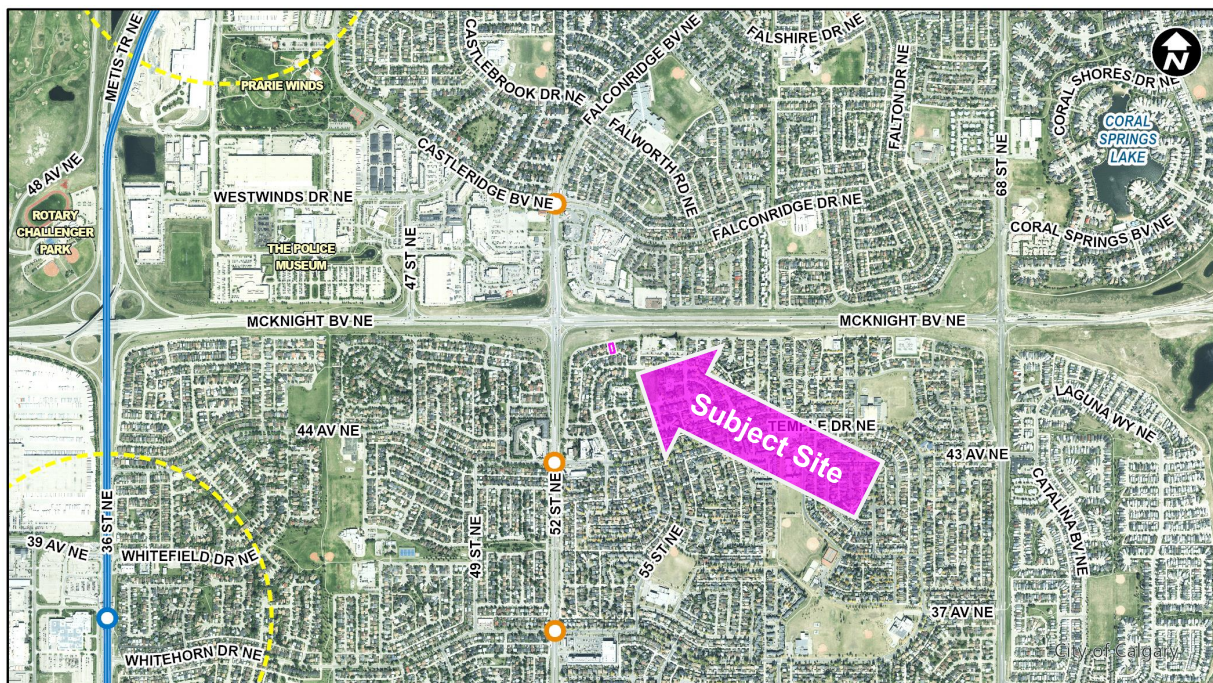 METIS TR NE
PRARIE WINDS
CASTLEBROOK DR NE
FALCONRIDGE BV NE
FALSHIRE DR NE
FALTON DR NE
N
CORAL SHORES DR NE
CORAL
SPRINGS
LAKE
48 AV NE
CASTLERIDGE BV NE
FALWORTH RD NE
68 ST NE
WESTWINDS DR NE
ROTARY
CHALLENGER
PARK
THE POLICE
MUSEUM
47 ST NE
FALCONRIDGE DR NE
CORAL SPRINGS BV NE
MCKNIGHT BV NE
MCKNIGHT BV NE
Subject Site
44 AV NE
TEMPLE DR NE
LAGUNA WY NE
43 AV NE
36 ST NE
39 AV NE
WHITEFIELD DR NE
49 ST NE
52 ST NE
55 ST NE
CATALINA BV NE
37 AV NE
WHITEHORN DR NE
City of Calgary